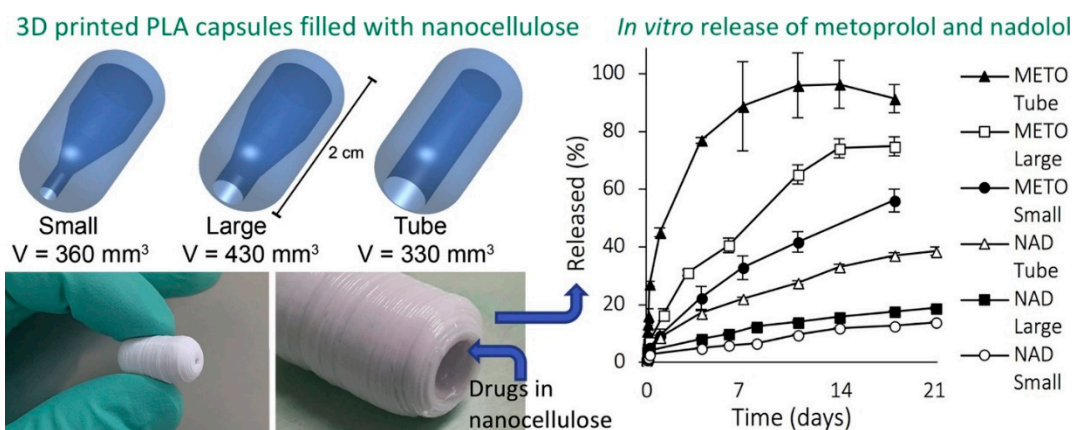 3D printed PLA capsules filled with nanocellulose
2 cm
Small
V = 360 mm³
Large
V = 430 mm³
Tube
V = 330 mm³
Drugs in
nanocellulose
In vitro release of metoprolol and nadolol
Released (%)
100
80
60
40
20
0
0
7
14
21
Time (days)
METO
Tube
METO
Large
METO
Small
NAD
Tube
NAD
Large
NAD
Small